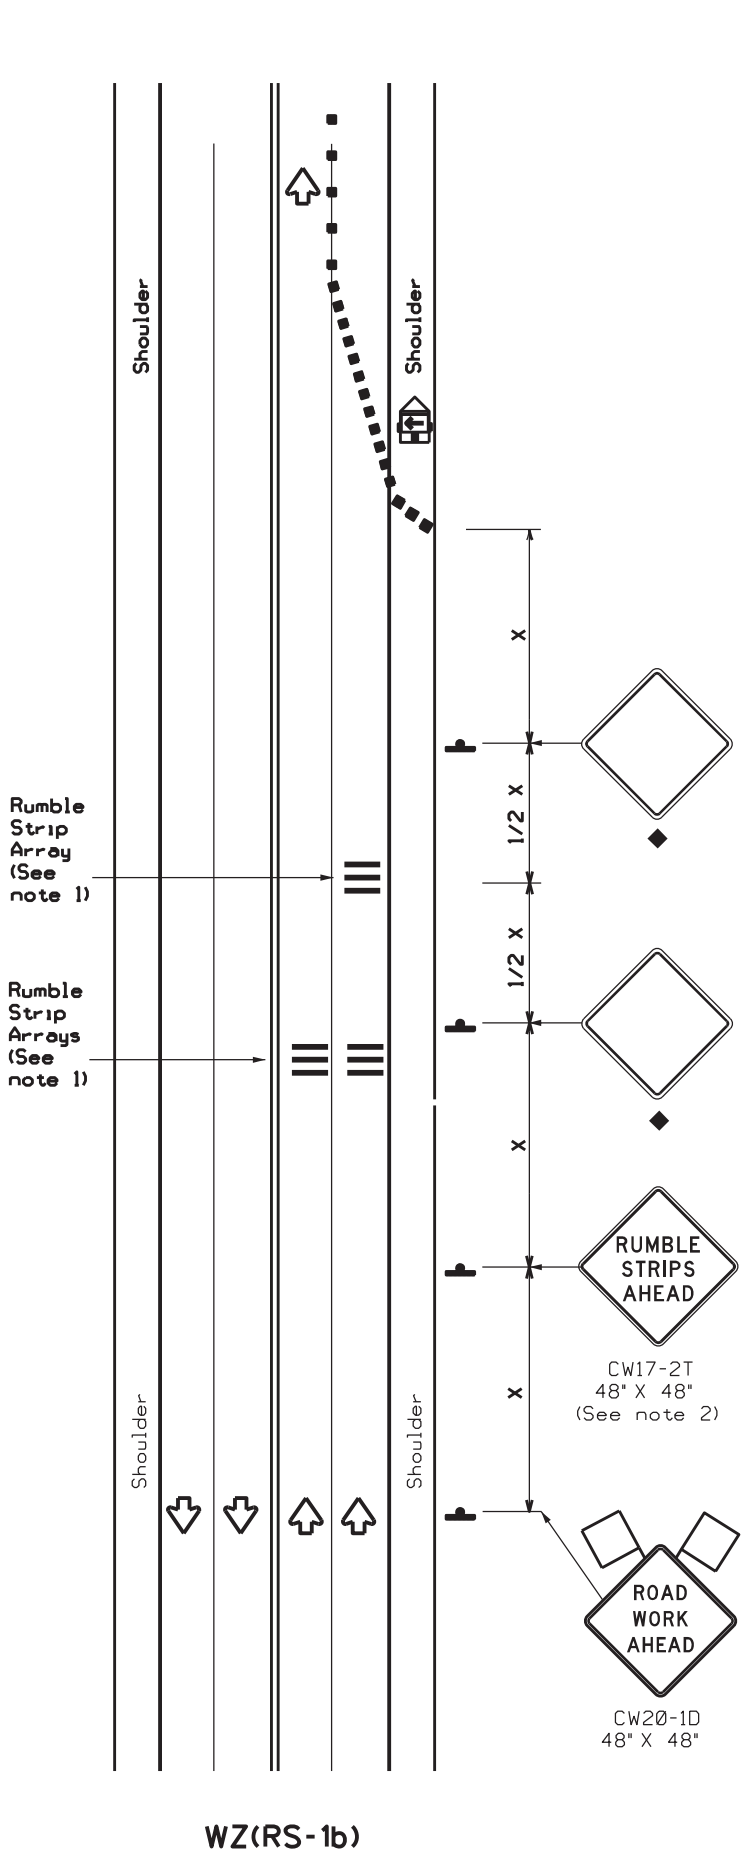 Shoulder
Shoulder
X
1/2 X
Rumble
Strip
Array
(See
note 1)
1/2 X
Rumble
Strip
Arrays
(See
note 1)
X
RUMBLE
STRIPS
AHEAD
CW17-2T
48" X 48"
(See note 2)
X
Shoulder
Shoulder
ROAD
WORK
AHEAD
CW20-1D
48" X 48"
WZ(RS-1b)